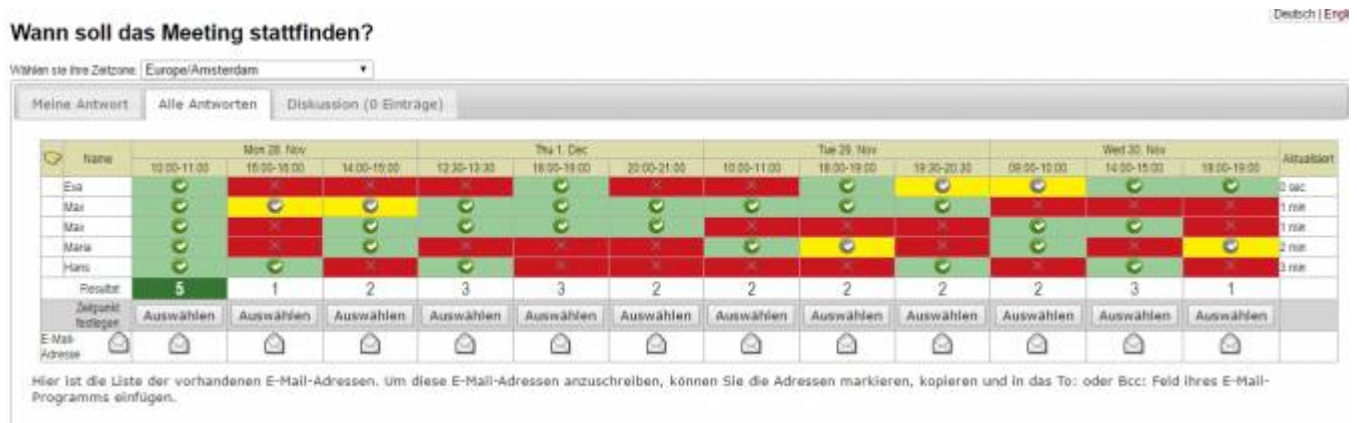 Deutsch | Engl
Wann soll das Meeting stattfinden?
Wählen sie ihre Zeitzone: Europe/Amsterdam
Meine Antwort Alle Antworten Diskussion (0 Einträge)
Name Mon 28. Nov Thu 1. Dec Tue 29. Nov Wed 30. Nov Aktualisiert
10:00-11:00 15:00-16:00 14:00-15:00 12:30-13:30 18:00-19:00 20:00-21:00 10:00-11:00 18:00-19:00 19:30-20:30 09:00-10:00 14:00-15:00 18:00-19:00
Eva 0 sec
Max 1 min
Max 1 min
Maria 2 min
Hans 3 min
Resultat 5 1 2 3 3 2 2 2 2 2 3 1
Zeitpunkt festlegen Auswählen Auswählen Auswählen Auswählen Auswählen Auswählen Auswählen Auswählen Auswählen Auswählen Auswählen Auswählen
E-Mail-
Adresse
Hier ist die Liste der vorhandenen E-Mail-Adressen. Um diese E-Mail-Adressen anzuschreiben, können Sie die Adressen markieren, kopieren und in das To: oder Bcc: Feld ihres E-Mail-
Programms einfügen.